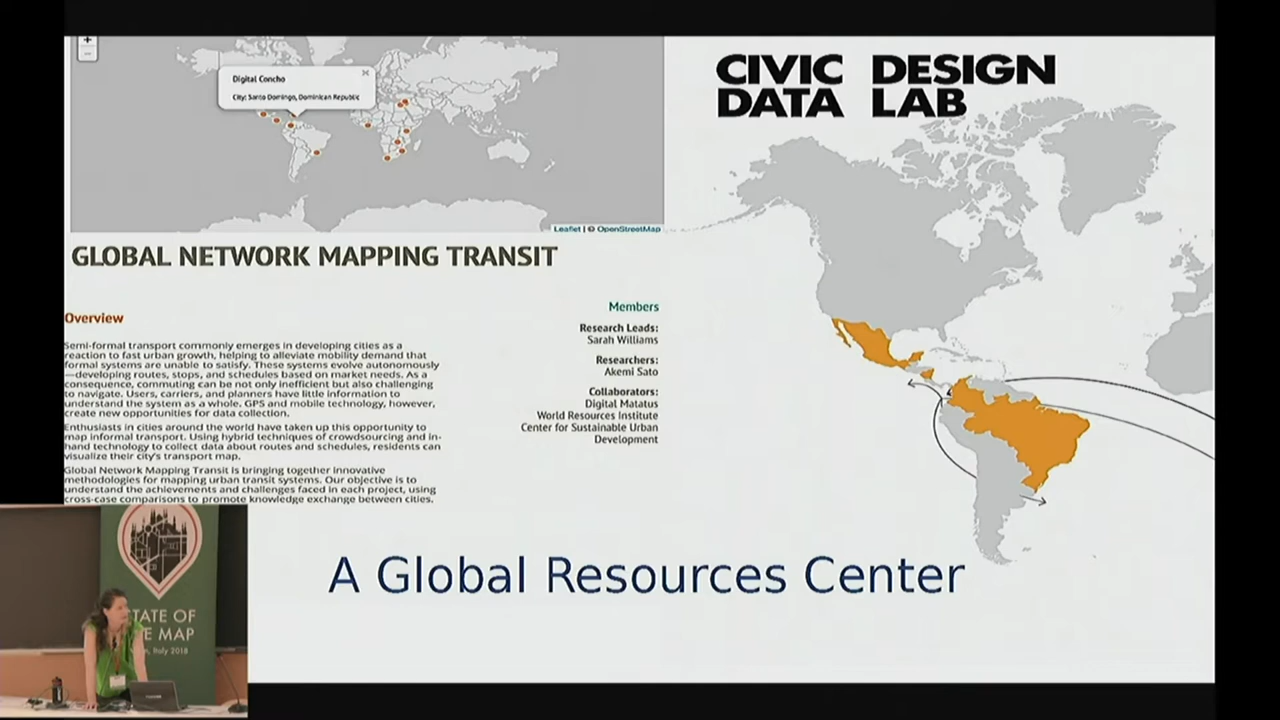 +
−
Digital Concho
×
City: Santo Domingo, Dominican Republic
Leaflet | © OpenStreetMap
CIVIC DESIGN
DATA LAB
GLOBAL NETWORK MAPPING TRANSIT
Overview
Semi-formal transport commonly emerges in developing cities as a
reaction to fast urban growth, helping to alleviate mobility demand that
formal systems are unable to satisfy. These systems evolve autonomously
—developing routes, stops, and schedules based on market needs. As a
consequence, commuting can be not only inefficient but also challenging
to navigate. Users, carriers, and planners have little information to
understand the system as a whole. GPS and mobile technology, however,
create new opportunities for data collection.
Enthusiasts in cities around the world have taken up this opportunity to
map informal transport. Using hybrid techniques of crowdsourcing and in-
hand technology to collect data about routes and schedules, residents can
visualize their city's transport map.
Global Network Mapping Transit is bringing together innovative
methodologies for mapping urban transit systems. Our objective is to
understand the achievements and challenges faced in each project, using
cross-case comparisons to promote knowledge exchange between cities.
Members
Research Leads:
Sarah Williams
Researchers:
Akemi Sato
Collaborators:
Digital Matatus
World Resources Institute
Center for Sustainable Urban
Development
A Global Resources Center
TATE OF
E MAP
n, Italy 2018